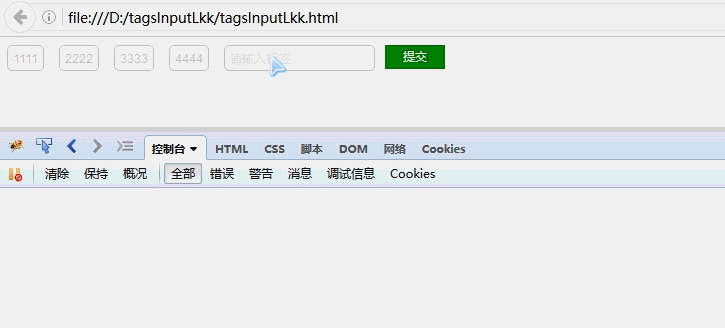 file:///D:/tagsInputLkk/tagsInputLkk.html
1111 2222 3333 4444 请输入标签 提交
控制台 HTML CSS 脚本 DOM 网络 Cookies
清除 保持 概况 全部 错误 警告 消息 调试信息 Cookies